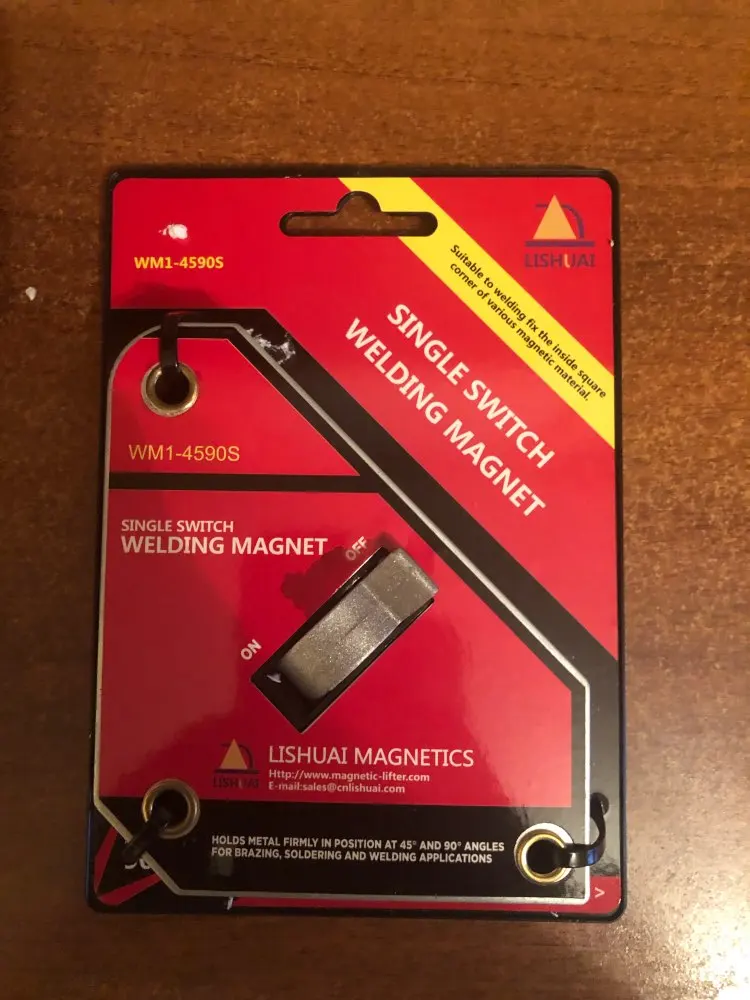 WM1-4590S
LISHUAI
Suitable to welding fix the inside square
corner of various magnetic material.
SINGLE SWITCH
WELDING MAGNET
WM1-4590S
SINGLE SWITCH
WELDING MAGNET
OFF
ON
LISHUAI
LISHUAI MAGNETICS
Http://www.magnetic-lifter.com
E-mail:sales@cnlishuai.com
HOLDS METAL FIRMLY IN POSITION AT 45° AND 90° ANGLES
FOR BRAZING, SOLDERING AND WELDING APPLICATIONS
>